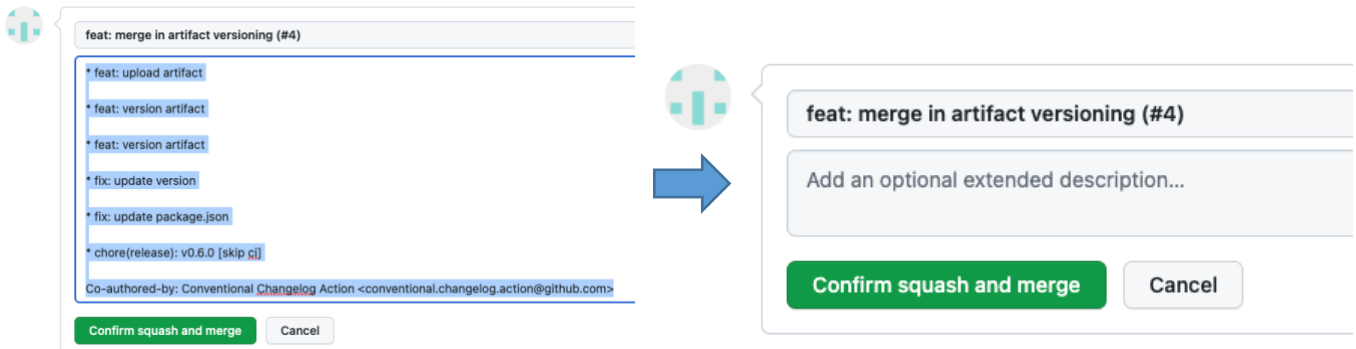 feat: merge in artifact versioning (#4)
* feat: upload artifact
* feat: version artifact
* feat: version artifact
* fix: update version
* fix: update package.json
* chore(release): v0.6.0 [skip ci]
Co-authored-by: Conventional Changelog Action <conventional.changelog.action@github.com>
Confirm squash and merge
Cancel
feat: merge in artifact versioning (#4)
Add an optional extended description...
Confirm squash and merge
Cancel